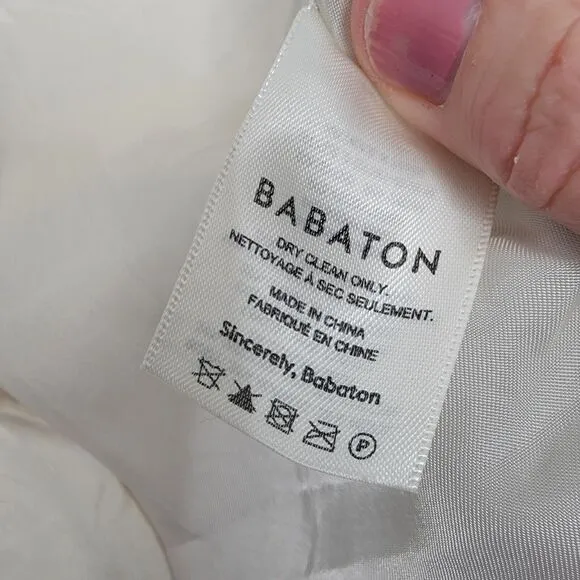 BABATON
DRY CLEAN ONLY.
NETTOYAGE À SEC SEULEMENT.
MADE IN CHINA
FABRIQUÉ EN CHINE
Sincerely, Babaton
P